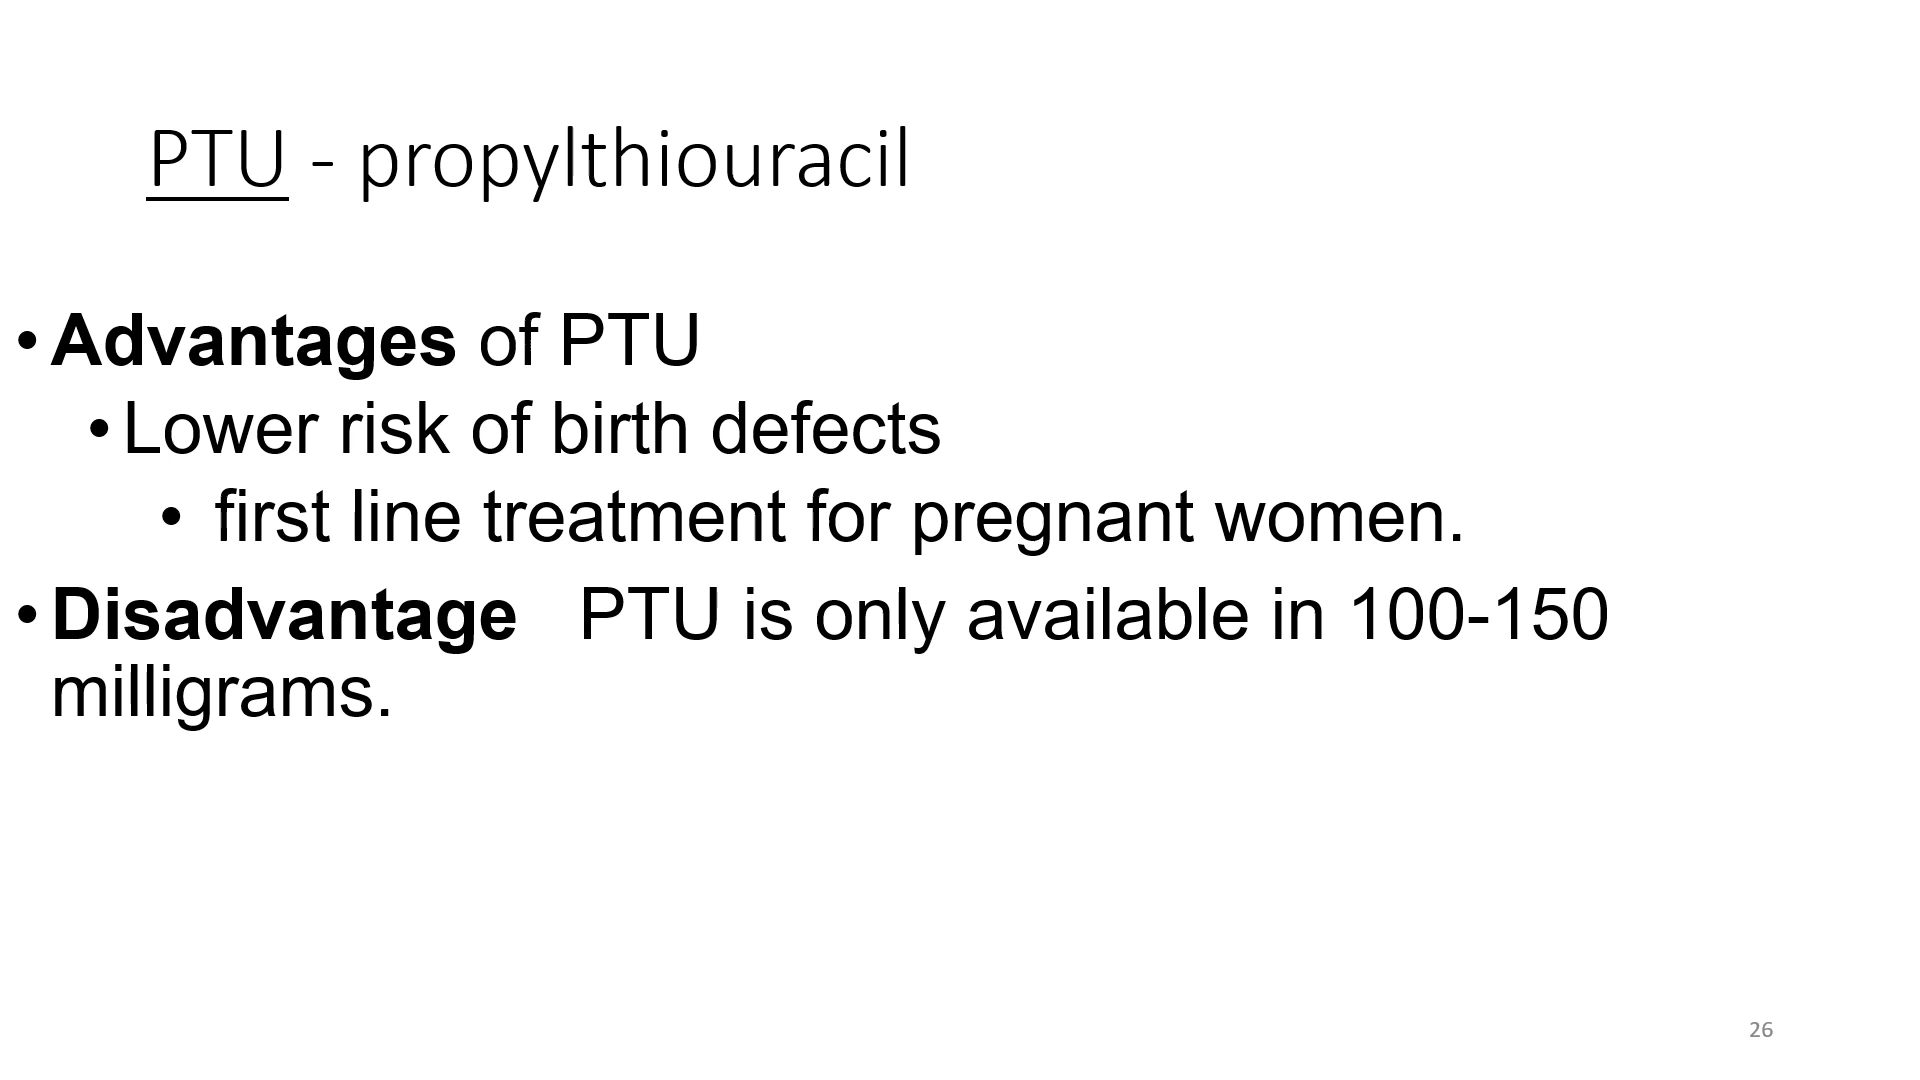 PTU - propylthiouracil
• Advantages of PTU
• Lower risk of birth defects
• first line treatment for pregnant women.
• Disadvantage   PTU is only available in 100-150
milligrams.
26